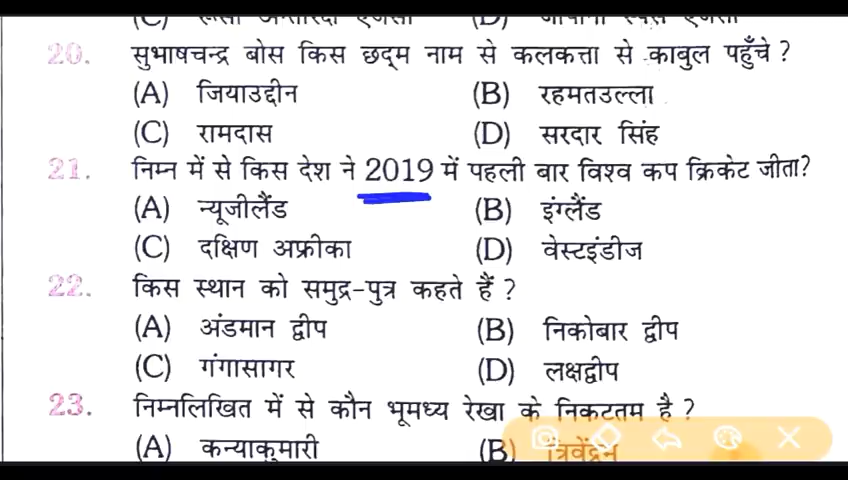 20. सुभाषचन्द्र बोस किस छद्म नाम से कलकत्ता से काबुल पहुँचे ?
(A) जियाउद्दीन (B) रहमतउल्ला
(C) रामदास (D) सरदार सिंह
21. निम्न में से किस देश ने 2019 में पहली बार विश्व कप क्रिकेट जीता?
(A) न्यूजीलैंड (B) इंग्लैंड
(C) दक्षिण अफ्रीका (D) वेस्टइंडीज
22. किस स्थान को समुद्र-पुत्र कहते हैं ?
(A) अंडमान द्वीप (B) निकोबार द्वीप
(C) गंगासागर (D) लक्षद्वीप
23. निम्नलिखित में से कौन भूमध्य रेखा के निकटतम है ?
(A) कन्याकुमारी (B) त्रिवेंद्रम